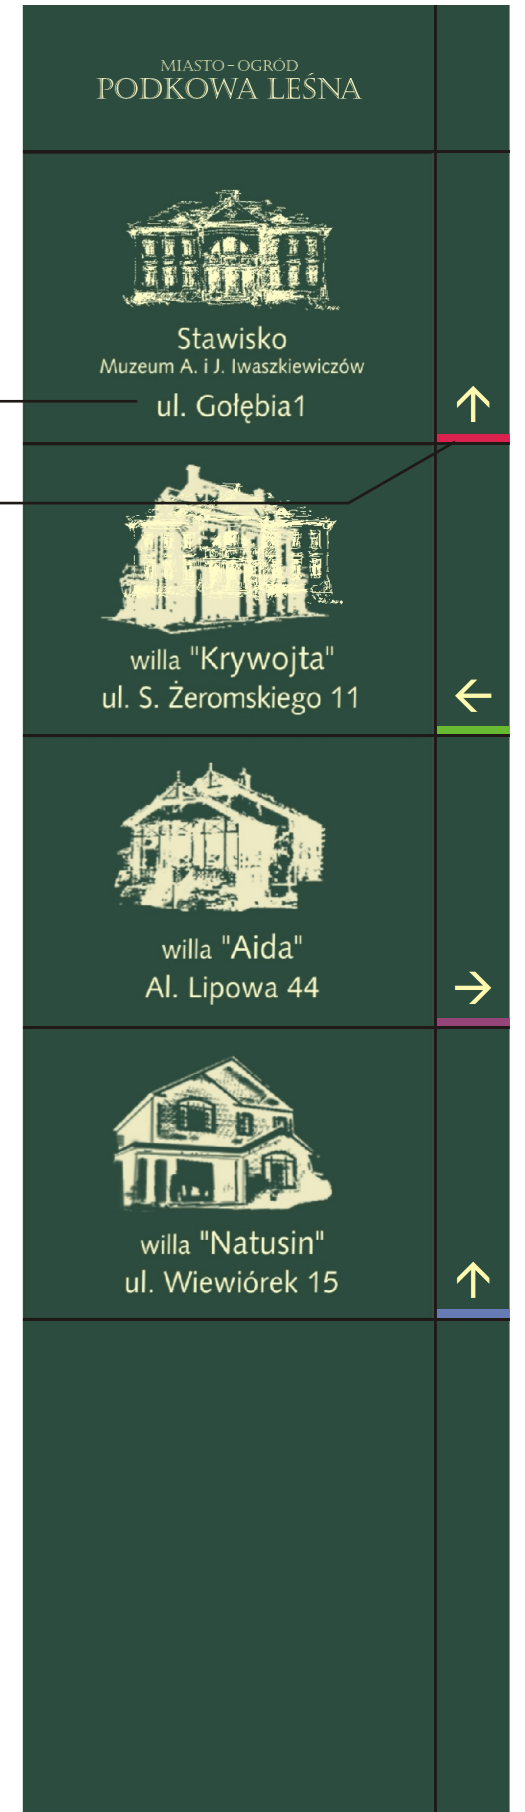 MIASTO-OGRÓD
PODKOWA LEŚNA
Stawisko
Muzeum A. i J. Iwaszkiewiczów
ul. Gołębia1
willa "Krywojta"
ul. S. Żeromskiego 11
willa "Aida"
Al. Lipowa 44
willa "Natusin"
ul. Wiewiórek 15